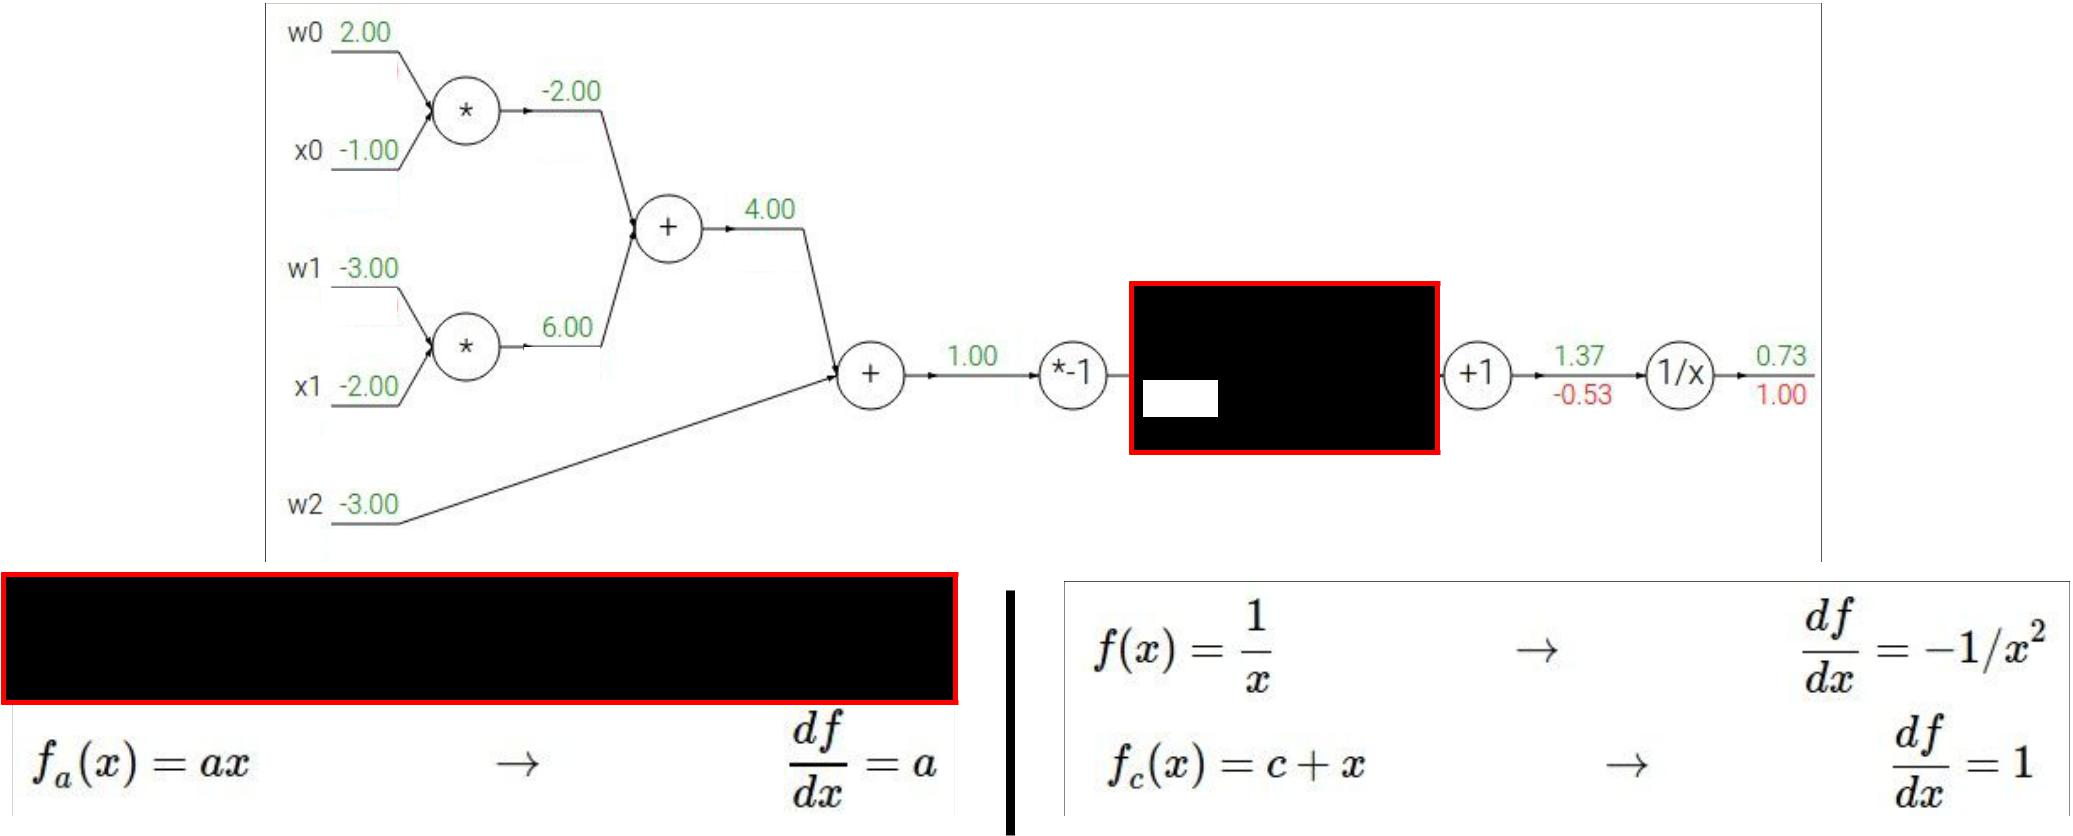 w0 2.00
-2.00
*
x0 -1.00
4.00
+
w1 -3.00
6.00
*
x1 -2.00
+ 1.00 *-1 +1 1.37 1/x 0.73
-0.53 1.00
w2 -3.00
f(x) = 1/x → df/dx = -1/x²
f_a(x) = ax → df/dx = a
f_c(x) = c + x → df/dx = 1